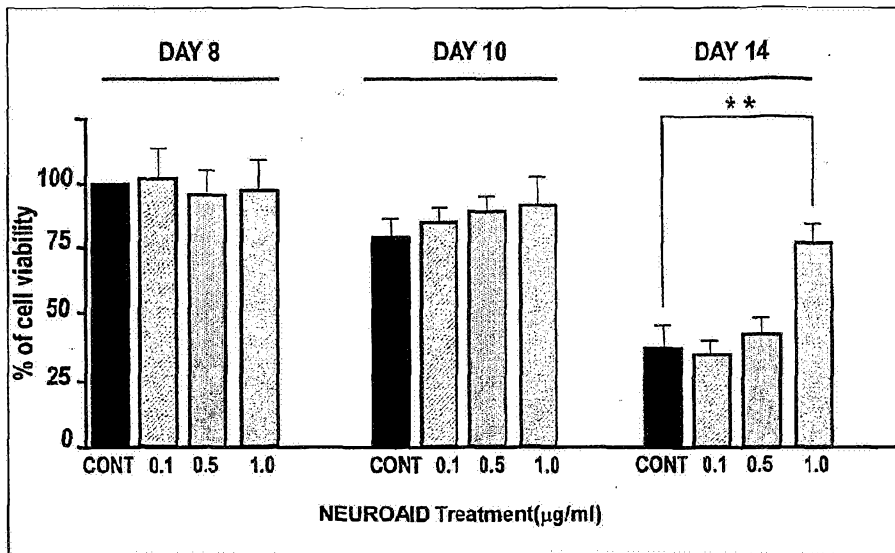 DAY 8 DAY 10 DAY 14
**
% of cell viability
100
75
50
25
0
CONT 0.1 0.5 1.0 CONT 0.1 0.5 1.0 CONT 0.1 0.5 1.0
NEUROAID Treatment(µg/ml)